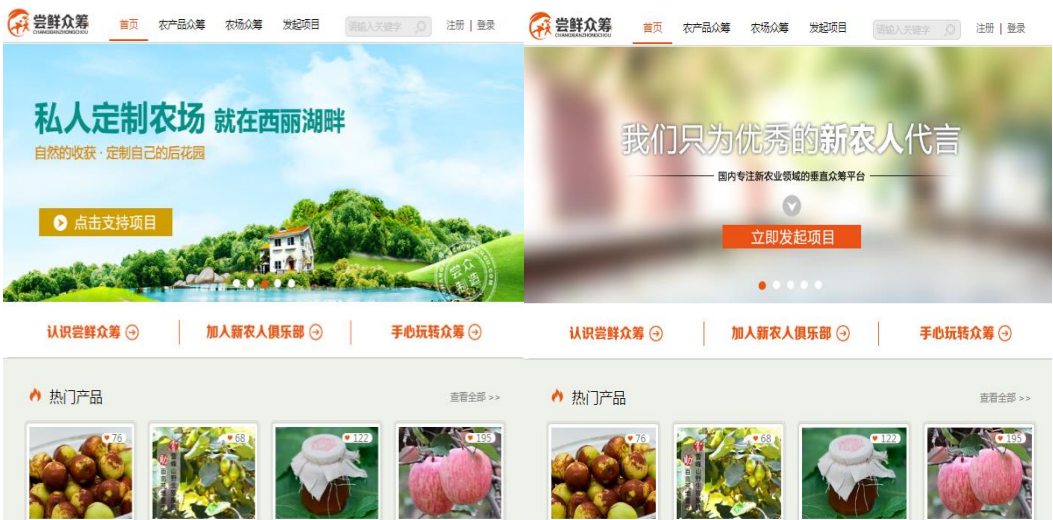 尝鲜众筹
CHANGXIANZHONGCHOU
首页 农产品众筹 农场众筹 发起项目 请输入关键字 注册 | 登录
私人定制农场 就在西丽湖畔
自然的收获·定制自己的后花园
点击支持项目
尝众
制造
认识尝鲜众筹 加入新农人俱乐部 手心玩转众筹
热门产品 查看全部 >>
76 68 122 195
尝鲜众筹
CHANGXIANZHONGCHOU
首页 农产品众筹 农场众筹 发起项目 请输入关键字 注册 | 登录
我们只为优秀的新农人代言
国内专注新农业领域的垂直众筹平台
立即发起项目
认识尝鲜众筹 加入新农人俱乐部 手心玩转众筹
热门产品 查看全部 >>
76 68 122 195